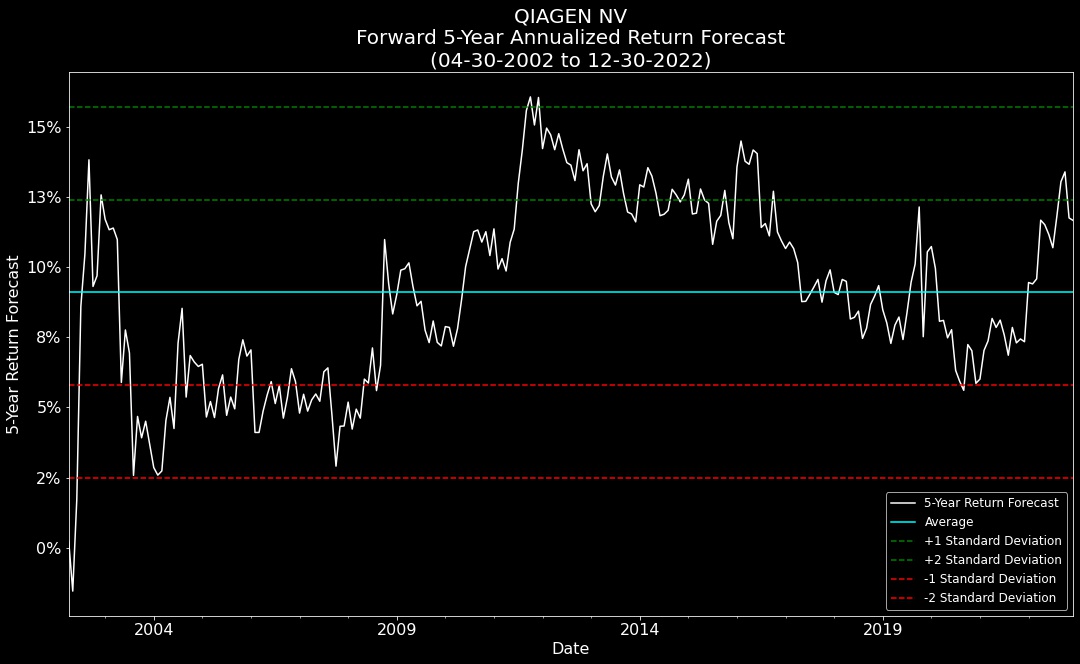 QIAGEN NV
Forward 5-Year Annualized Return Forecast
(04-30-2002 to 12-30-2022)
15%
13%
10%
8%
5%
2%
0%
5-Year Return Forecast
2004
2009
2014
2019
Date
5-Year Return Forecast
Average
+1 Standard Deviation
+2 Standard Deviation
-1 Standard Deviation
-2 Standard Deviation